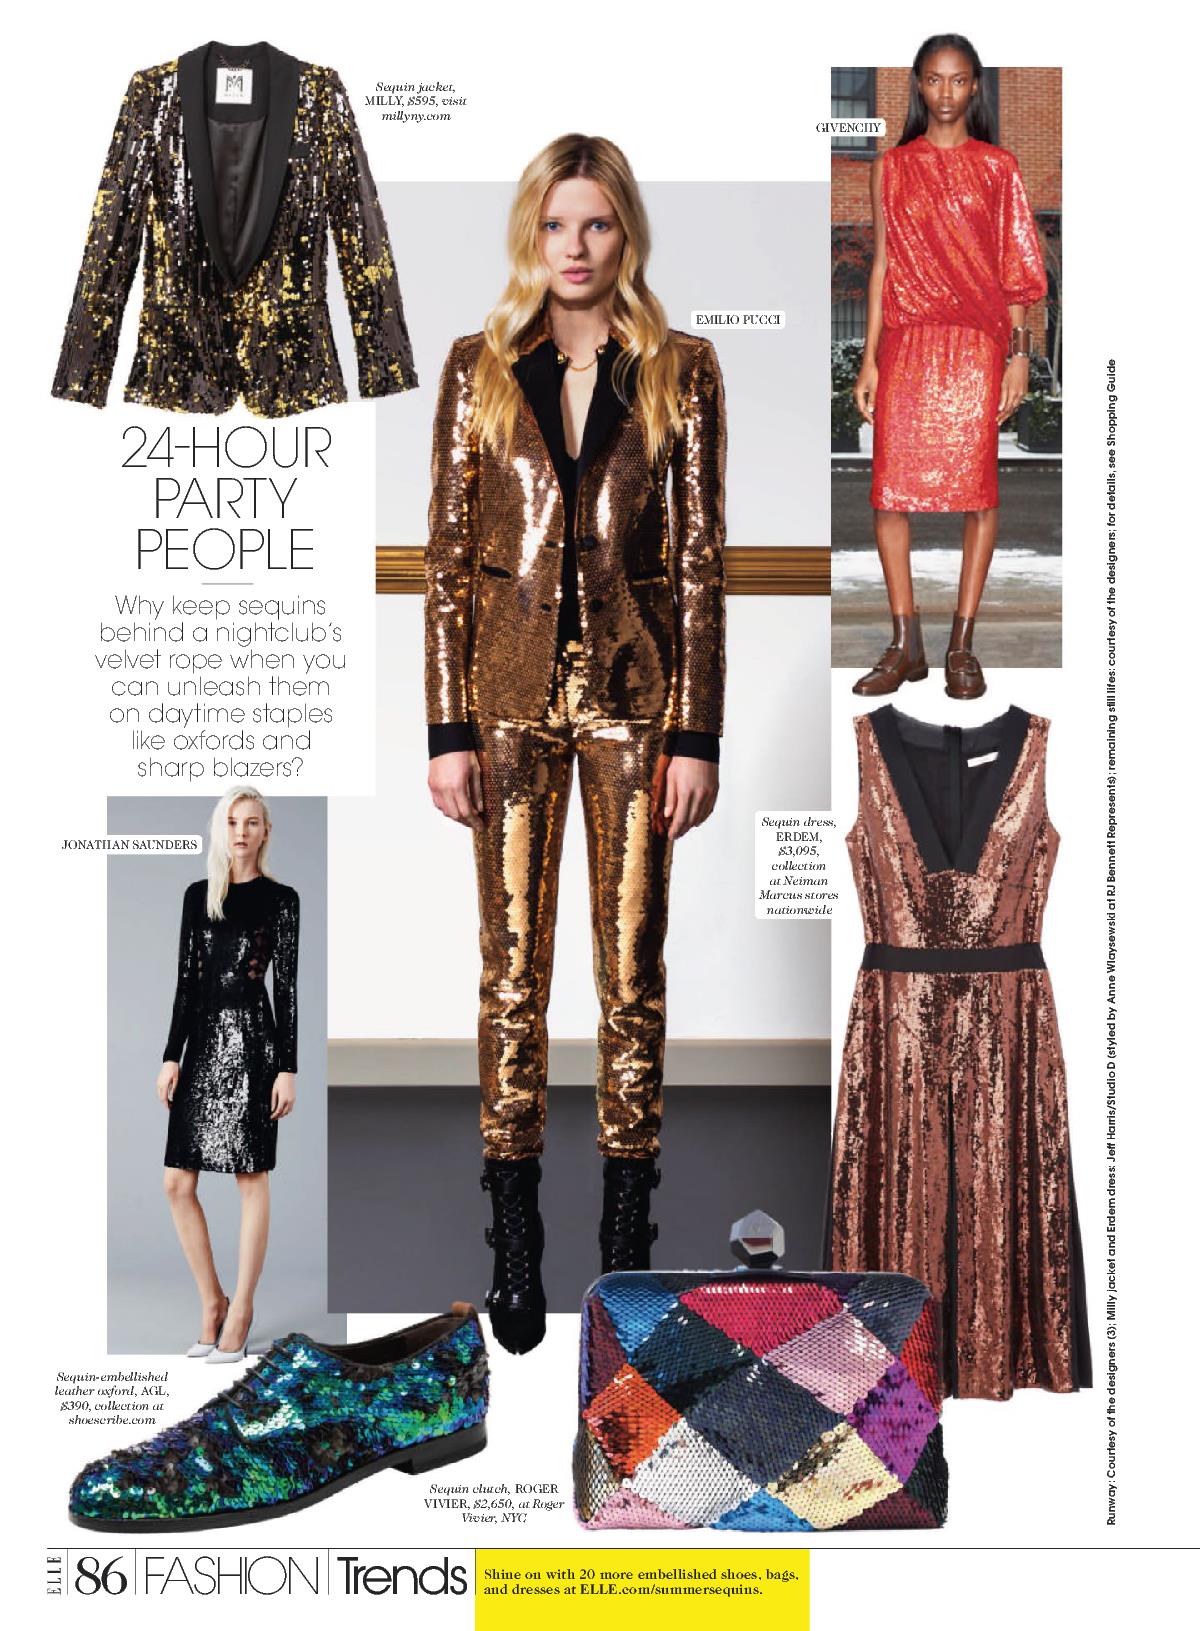 Sequin jacket,
MILLY, $595, visit
millyny.com
GIVENCHY
EMILIO PUCCI
24-HOUR
PARTY
PEOPLE
Why keep sequins
behind a nightclub's
velvet rope when you
can unleash them
on daytime staples
like oxfords and
sharp blazers?
JONATHAN SAUNDERS
Sequin dress,
ERDEM,
$3,095,
collection
at Neiman
Marcus stores
nationwide
Sequin-embellished
leather oxford, AGL,
$390, collection at
shoescribe.com
Sequin clutch, ROGER
VIVIER, $2,650, at Roger
Vivier, NYC
Runway: Courtesy of the designers (3); Milly jacket and Erdem dress: Jeff Harris/Studio D (styled by Anne Wlaysewski at RJ Bennett Represents); remaining still lifes: courtesy of the designers; for details, see Shopping Guide
ELLE 86 FASHION Trends
Shine on with 20 more embellished shoes, bags,
and dresses at ELLE.com/summersequins.